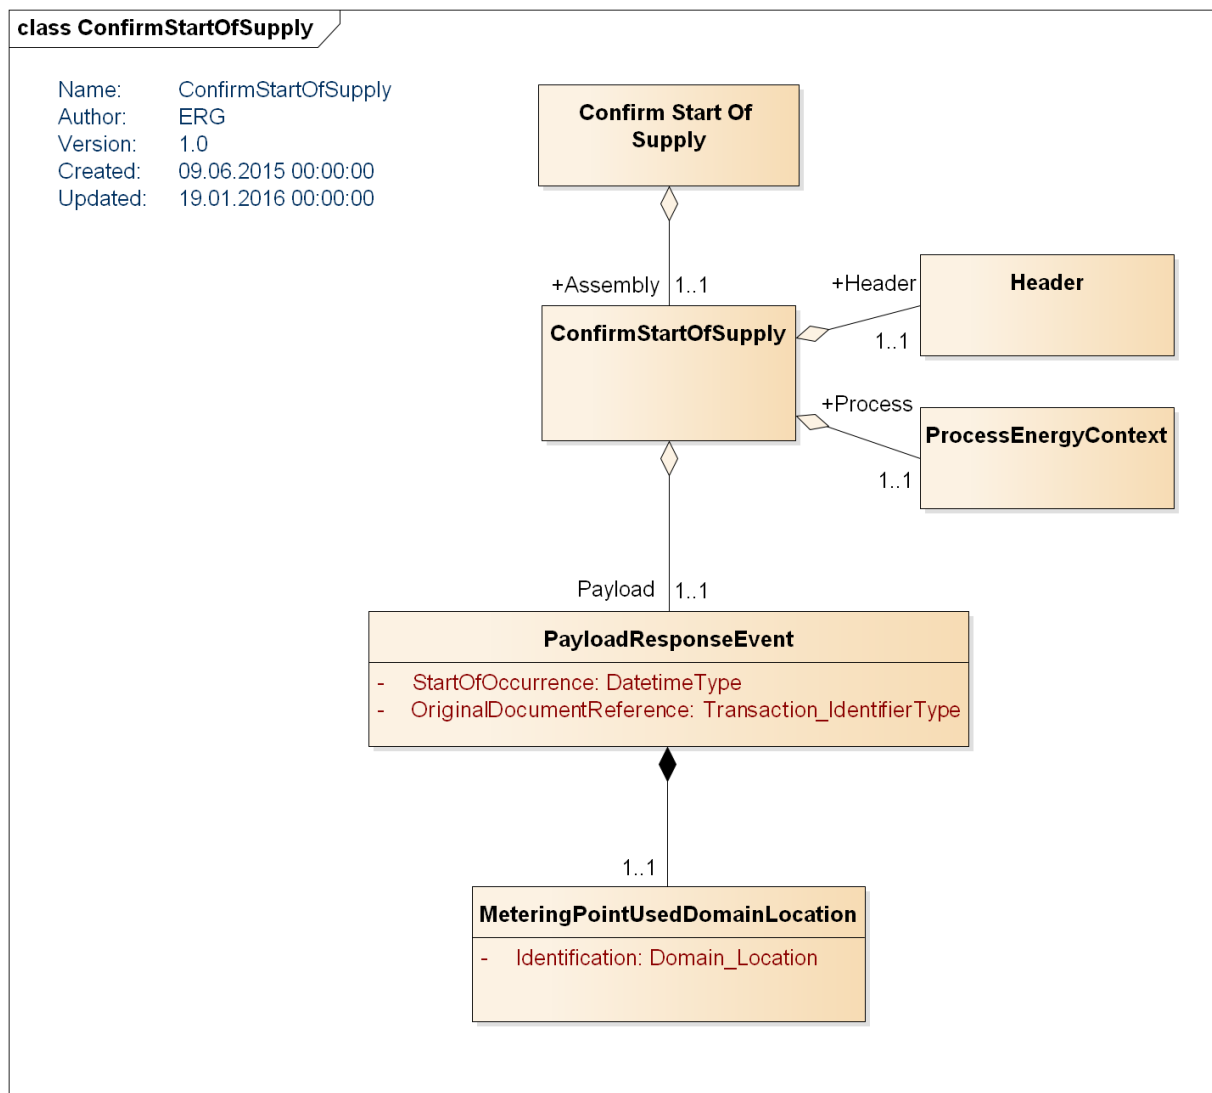 class ConfirmStartOfSupply
Name: ConfirmStartOfSupply
Author: ERG
Version: 1.0
Created: 09.06.2015 00:00:00
Updated: 19.01.2016 00:00:00
Confirm Start Of
Supply
+Assembly 1..1
ConfirmStartOfSupply
+Header
1..1
Header
+Process
1..1
ProcessEnergyContext
Payload 1..1
PayloadResponseEvent
- StartOfOccurrence: DatetimeType
- OriginalDocumentReference: Transaction_IdentifierType
1..1
MeteringPointUsedDomainLocation
- Identification: Domain_Location